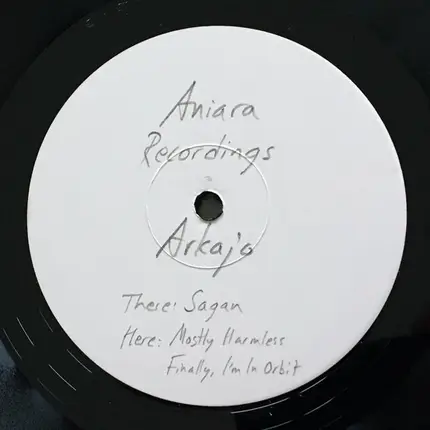 Aniara
Recordings
Arkajo
There: Sagan
Here: Mostly Harmless
Finally, I'm In Orbit